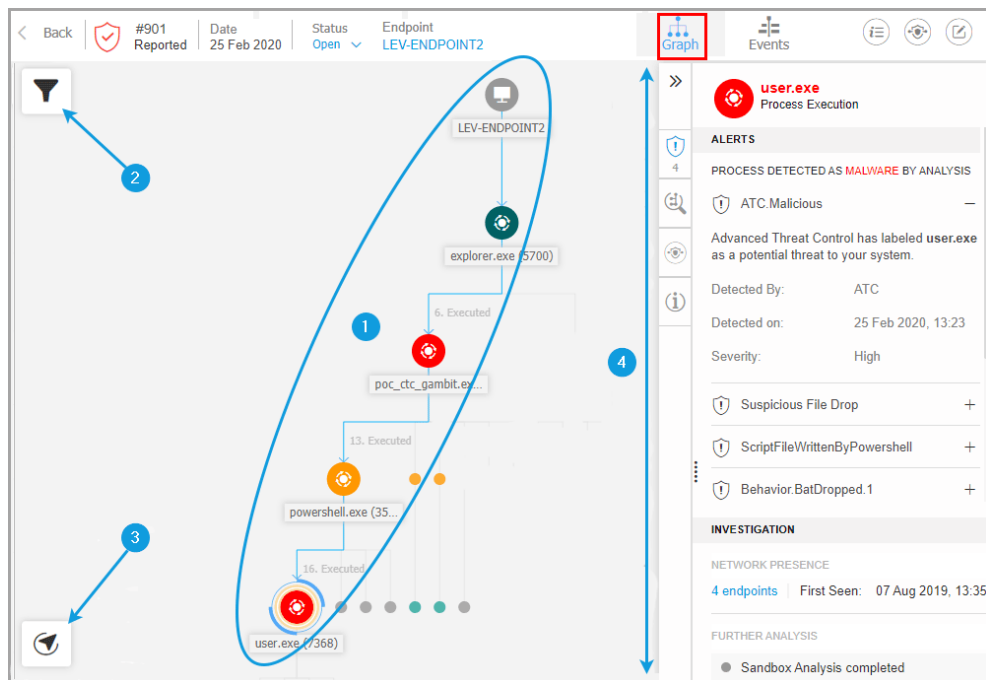 Back
#901
Reported
Date
25 Feb 2020
Status
Open
Endpoint
LEV-ENDPOINT2
Graph
Events
LEV-ENDPOINT2
explorer.exe (5700)
6. Executed
poc_ctc_gambit.ex...
13. Executed
powershell.exe (35...
16. Executed
user.exe (7368)
1
2
3
4
4
user.exe
Process Execution
ALERTS
PROCESS DETECTED AS MALWARE BY ANALYSIS
ATC.Malicious
Advanced Threat Control has labeled user.exe
as a potential threat to your system.
Detected By: ATC
Detected on: 25 Feb 2020, 13:23
Severity: High
Suspicious File Drop
ScriptFileWrittenByPowershell
Behavior.BatDropped.1
INVESTIGATION
NETWORK PRESENCE
4 endpoints First Seen: 07 Aug 2019, 13:35
FURTHER ANALYSIS
Sandbox Analysis completed